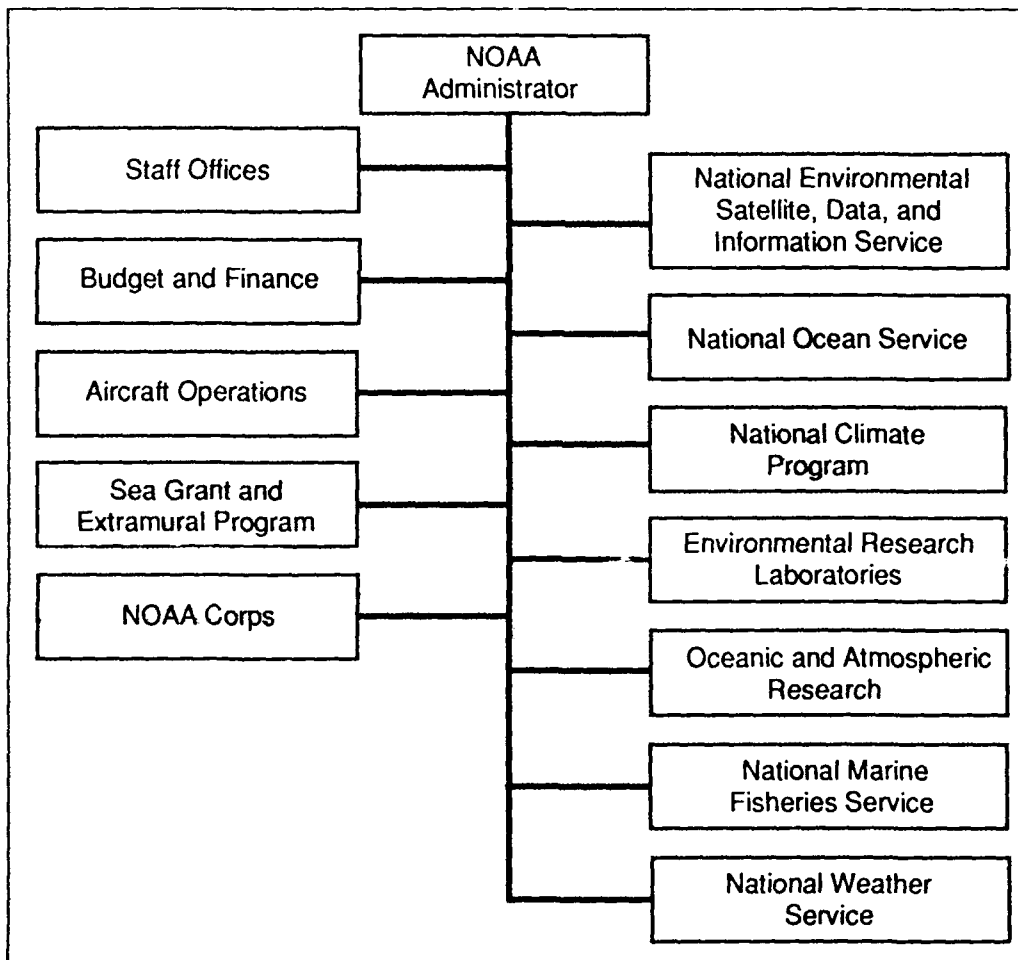 NOAA
Administrator
Staff Offices
Budget and Finance
Aircraft Operations
Sea Grant and
Extramural Program
NOAA Corps
National Environmental
Satellite, Data, and
Information Service
National Ocean Service
National Climate
Program
Environmental Research
Laboratories
Oceanic and Atmospheric
Research
National Marine
Fisheries Service
National Weather
Service